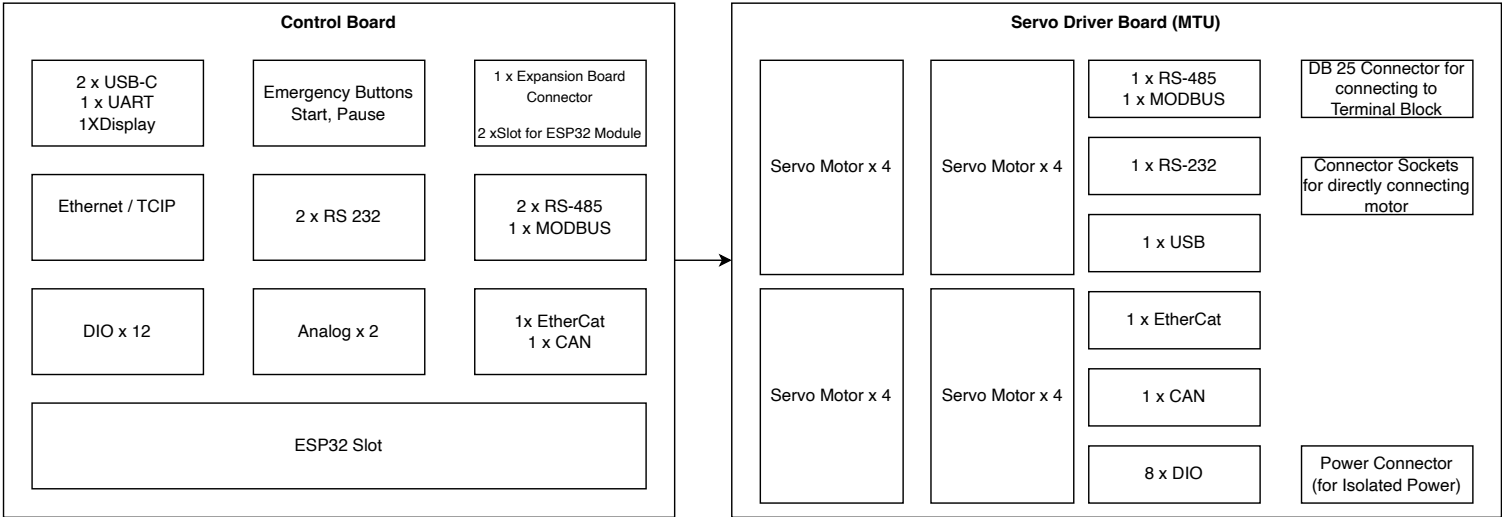 Control Board
2 x USB-C
1 x UART
1XDisplay
Emergency Buttons
Start, Pause
1 x Expansion Board
Connector
2 xSlot for ESP32 Module
Ethernet / TCIP
2 x RS 232
2 x RS-485
1 x MODBUS
DIO x 12
Analog x 2
1x EtherCat
1 x CAN
ESP32 Slot
Servo Driver Board (MTU)
Servo Motor x 4
Servo Motor x 4
Servo Motor x 4
Servo Motor x 4
1 x RS-485
1 x MODBUS
1 x RS-232
1 x USB
1 x EtherCat
1 x CAN
8 x DIO
DB 25 Connector for
connecting to
Terminal Block
Connector Sockets
for directly connecting
motor
Power Connector
(for Isolated Power)